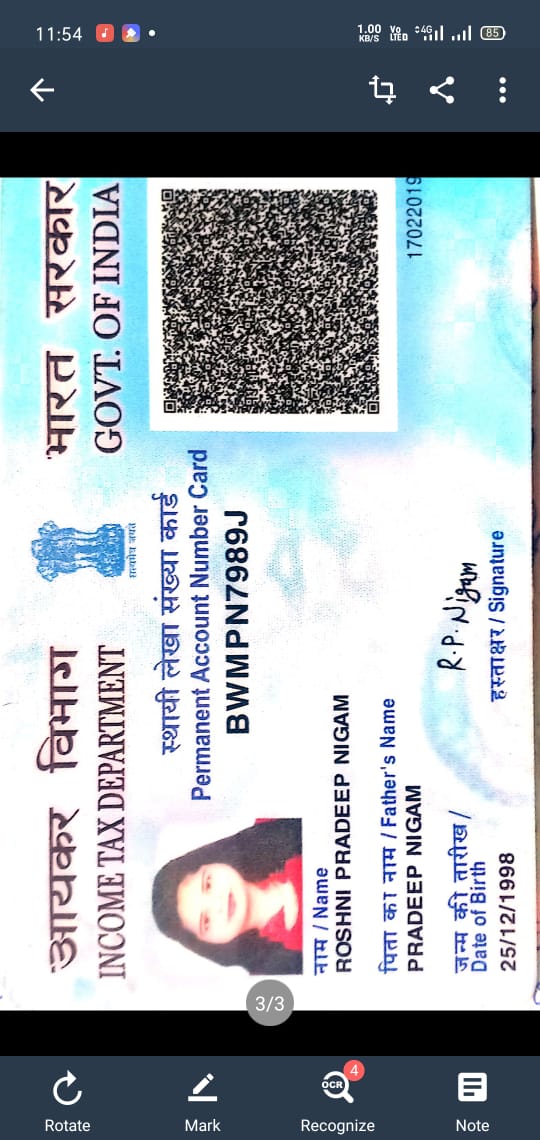 11:54
1.00 KB/S Vo LTE 4G 85
आयकर विभाग
INCOME TAX DEPARTMENT
सत्यमेव जयते
भारत सरकार
GOVT. OF INDIA
स्थायी लेखा संख्या कार्ड
Permanent Account Number Card
BWMPN7989J
नाम / Name
ROSHNI PRADEEP NIGAM
पिता का नाम / Father's Name
PRADEEP NIGAM
जन्म की तारीख /
Date of Birth
25/12/1998
R.P.Nigam
हस्ताक्षर / Signature
17022019
3/3
Rotate
Mark
OCR
4
Recognize
Note